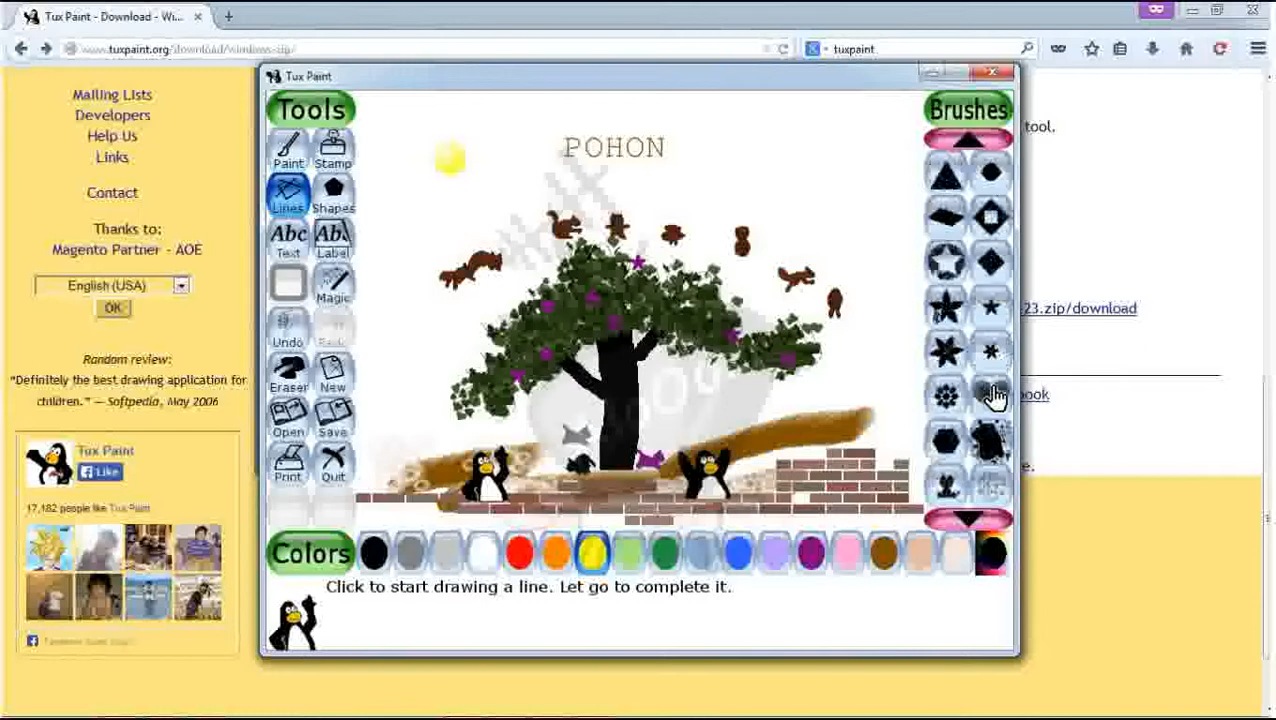 Tux Paint - Download - Wi...
www.tuxpaint.org/download/windows-zip/
tuxpaint
Mailing Lists
Developers
Help Us
Links
Contact
Thanks to:
Magento Partner - AOE
English (USA)
OK
Random review:
"Definitely the best drawing application for
children." — Softpedia, May 2006
Tux Paint
Like
17,182 people like Tux Paint
Tux Paint
Tools
Brushes
Paint
Stamp
Lines
Shapes
Abc
Text
Abc
Label
Magic
Undo
Eraser
New
Open
Save
Print
Quit
POHON
Colors
Click to start drawing a line. Let go to complete it.
tool.
23.zip/download
ook
e.